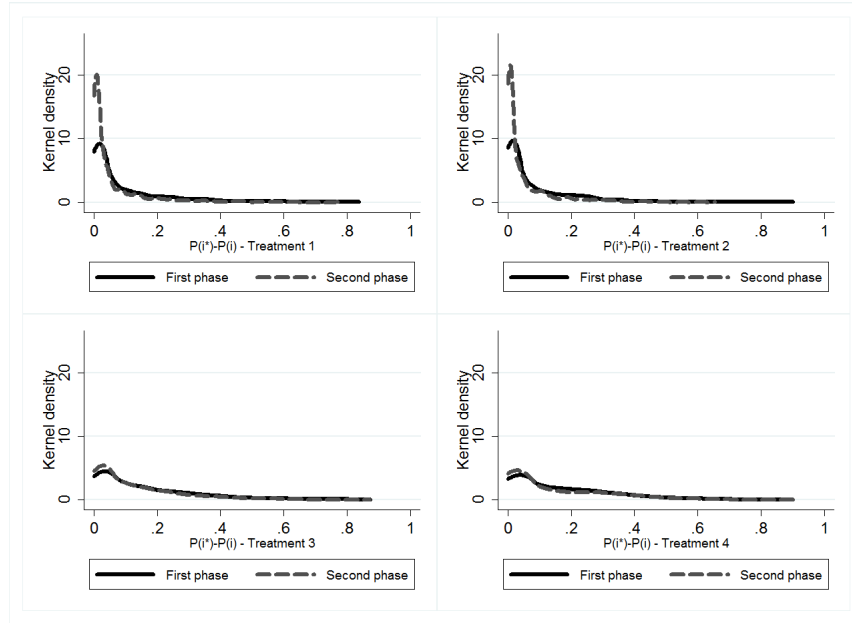 Kernel density
20
10
0
0 .2 .4 .6 .8 1
P(i*)-P(i) - Treatment 1
First phase Second phase
Kernel density
20
10
0
0 .2 .4 .6 .8 1
P(i*)-P(i) - Treatment 2
First phase Second phase
Kernel density
20
10
0
0 .2 .4 .6 .8 1
P(i*)-P(i) - Treatment 3
First phase Second phase
Kernel density
20
10
0
0 .2 .4 .6 .8 1
P(i*)-P(i) - Treatment 4
First phase Second phase